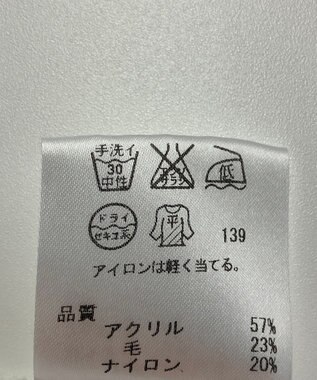 手洗イ
30
中性
エンソ
サラシ
低
ドライ
セキユ系
平
139
アイロンは軽く当てる。
品質
アクリル 57%
毛 23%
ナイロン 20%